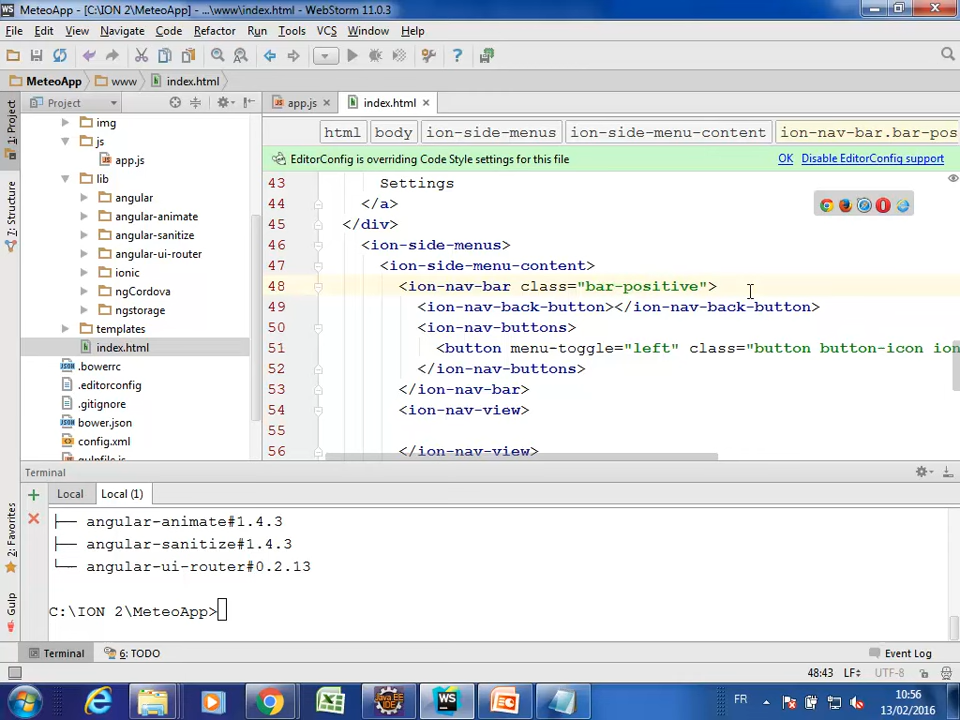 MeteoApp - [C:\ION 2\MeteoApp] - ...\www\index.html - WebStorm 11.0.3
File Edit View Navigate Code Refactor Run Tools VCS Window Help
MeteoApp www index.html
Project app.js index.html
1: Project
7: Structure
2: Favorites
Gulp
img
js
app.js
lib
angular
angular-animate
angular-sanitize
angular-ui-router
ionic
ngCordova
ngstorage
templates
index.html
.bowerrc
.editorconfig
.gitignore
bower.json
config.xml
gulpfile.js
html body ion-side-menus ion-side-menu-content ion-nav-bar.bar-pos
EditorConfig is overriding Code Style settings for this file OK Disable EditorConfig support
43 Settings
44 </a>
45 </div>
46 <ion-side-menus>
47 <ion-side-menu-content>
48 <ion-nav-bar class="bar-positive">
49 <ion-nav-back-button></ion-nav-back-button>
50 <ion-nav-buttons>
51 <button menu-toggle="left" class="button button-icon ion
52 </ion-nav-buttons>
53 </ion-nav-bar>
54 <ion-nav-view>
55
56 </ion-nav-view>
Terminal
Local Local (1)
├── angular-animate#1.4.3
├── angular-sanitize#1.4.3
└── angular-ui-router#0.2.13
C:\ION 2\MeteoApp>
Terminal 6: TODO Event Log
48:43 LF÷ UTF-8
WS
FR 10:56
13/02/2016